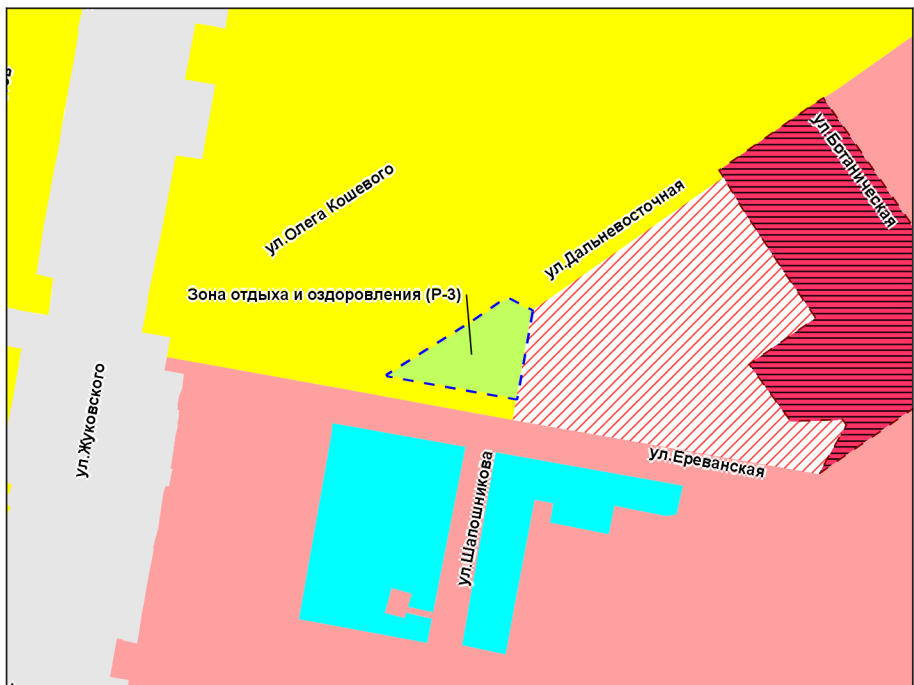 ул.Олега Кошевого
ул.Дальневосточная
ул.Ботаническая
Зона отдыха и оздоровления (Р-3)
ул.Жуковского
ул.Шапошникова
ул.Ереванская